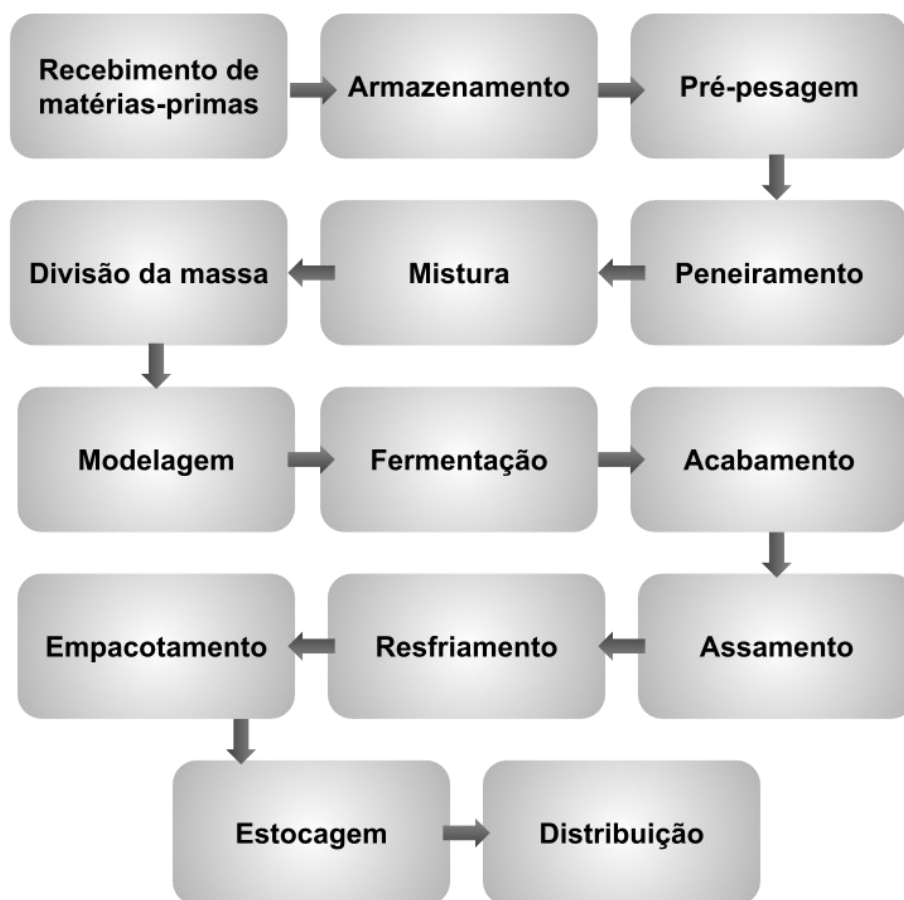 Recebimento de
matérias-primas
Armazenamento
Pré-pesagem
Peneiramento
Mistura
Divisão da massa
Modelagem
Fermentação
Acabamento
Assamento
Resfriamento
Empacotamento
Estocagem
Distribuição